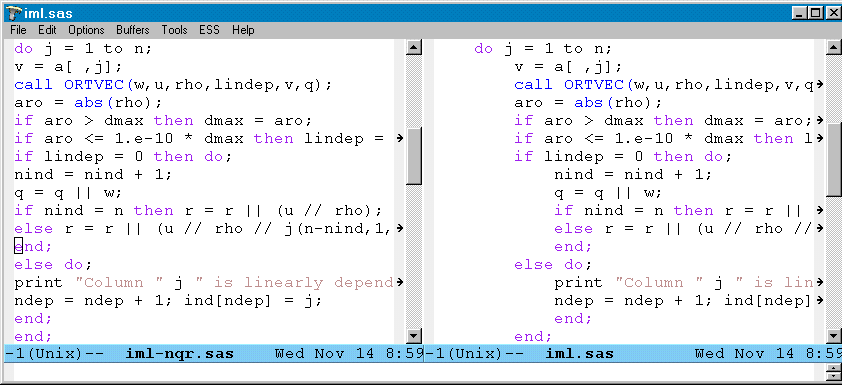 iml.sas
File Edit Options Buffers Tools ESS Help
do j = 1 to n;
v = a[ ,j];
call ORTVEC(w,u,rho,lindep,v,q);
aro = abs(rho);
if aro > dmax then dmax = aro;
if aro <= 1.e-10 * dmax then lindep =
if lindep = 0 then do;
nind = nind + 1;
q = q || w;
if nind = n then r = r || (u // rho);
else r = r || (u // rho // j(n-nind,1,
end;
else do;
print "Column " j " is linearly depend
ndep = ndep + 1; ind[ndep] = j;
end;
end;
-1(Unix)-- iml-nqr.sas Wed Nov 14 8:59
do j = 1 to n;
v = a[ ,j];
call ORTVEC(w,u,rho,lindep,v,q
aro = abs(rho);
if aro > dmax then dmax = aro;
if aro <= 1.e-10 * dmax then l
if lindep = 0 then do;
nind = nind + 1;
q = q || w;
if nind = n then r = r ||
else r = r || (u // rho //
end;
else do;
print "Column " j " is lin
ndep = ndep + 1; ind[ndep]
end;
end;
-1(Unix)-- iml.sas Wed Nov 14 8:59